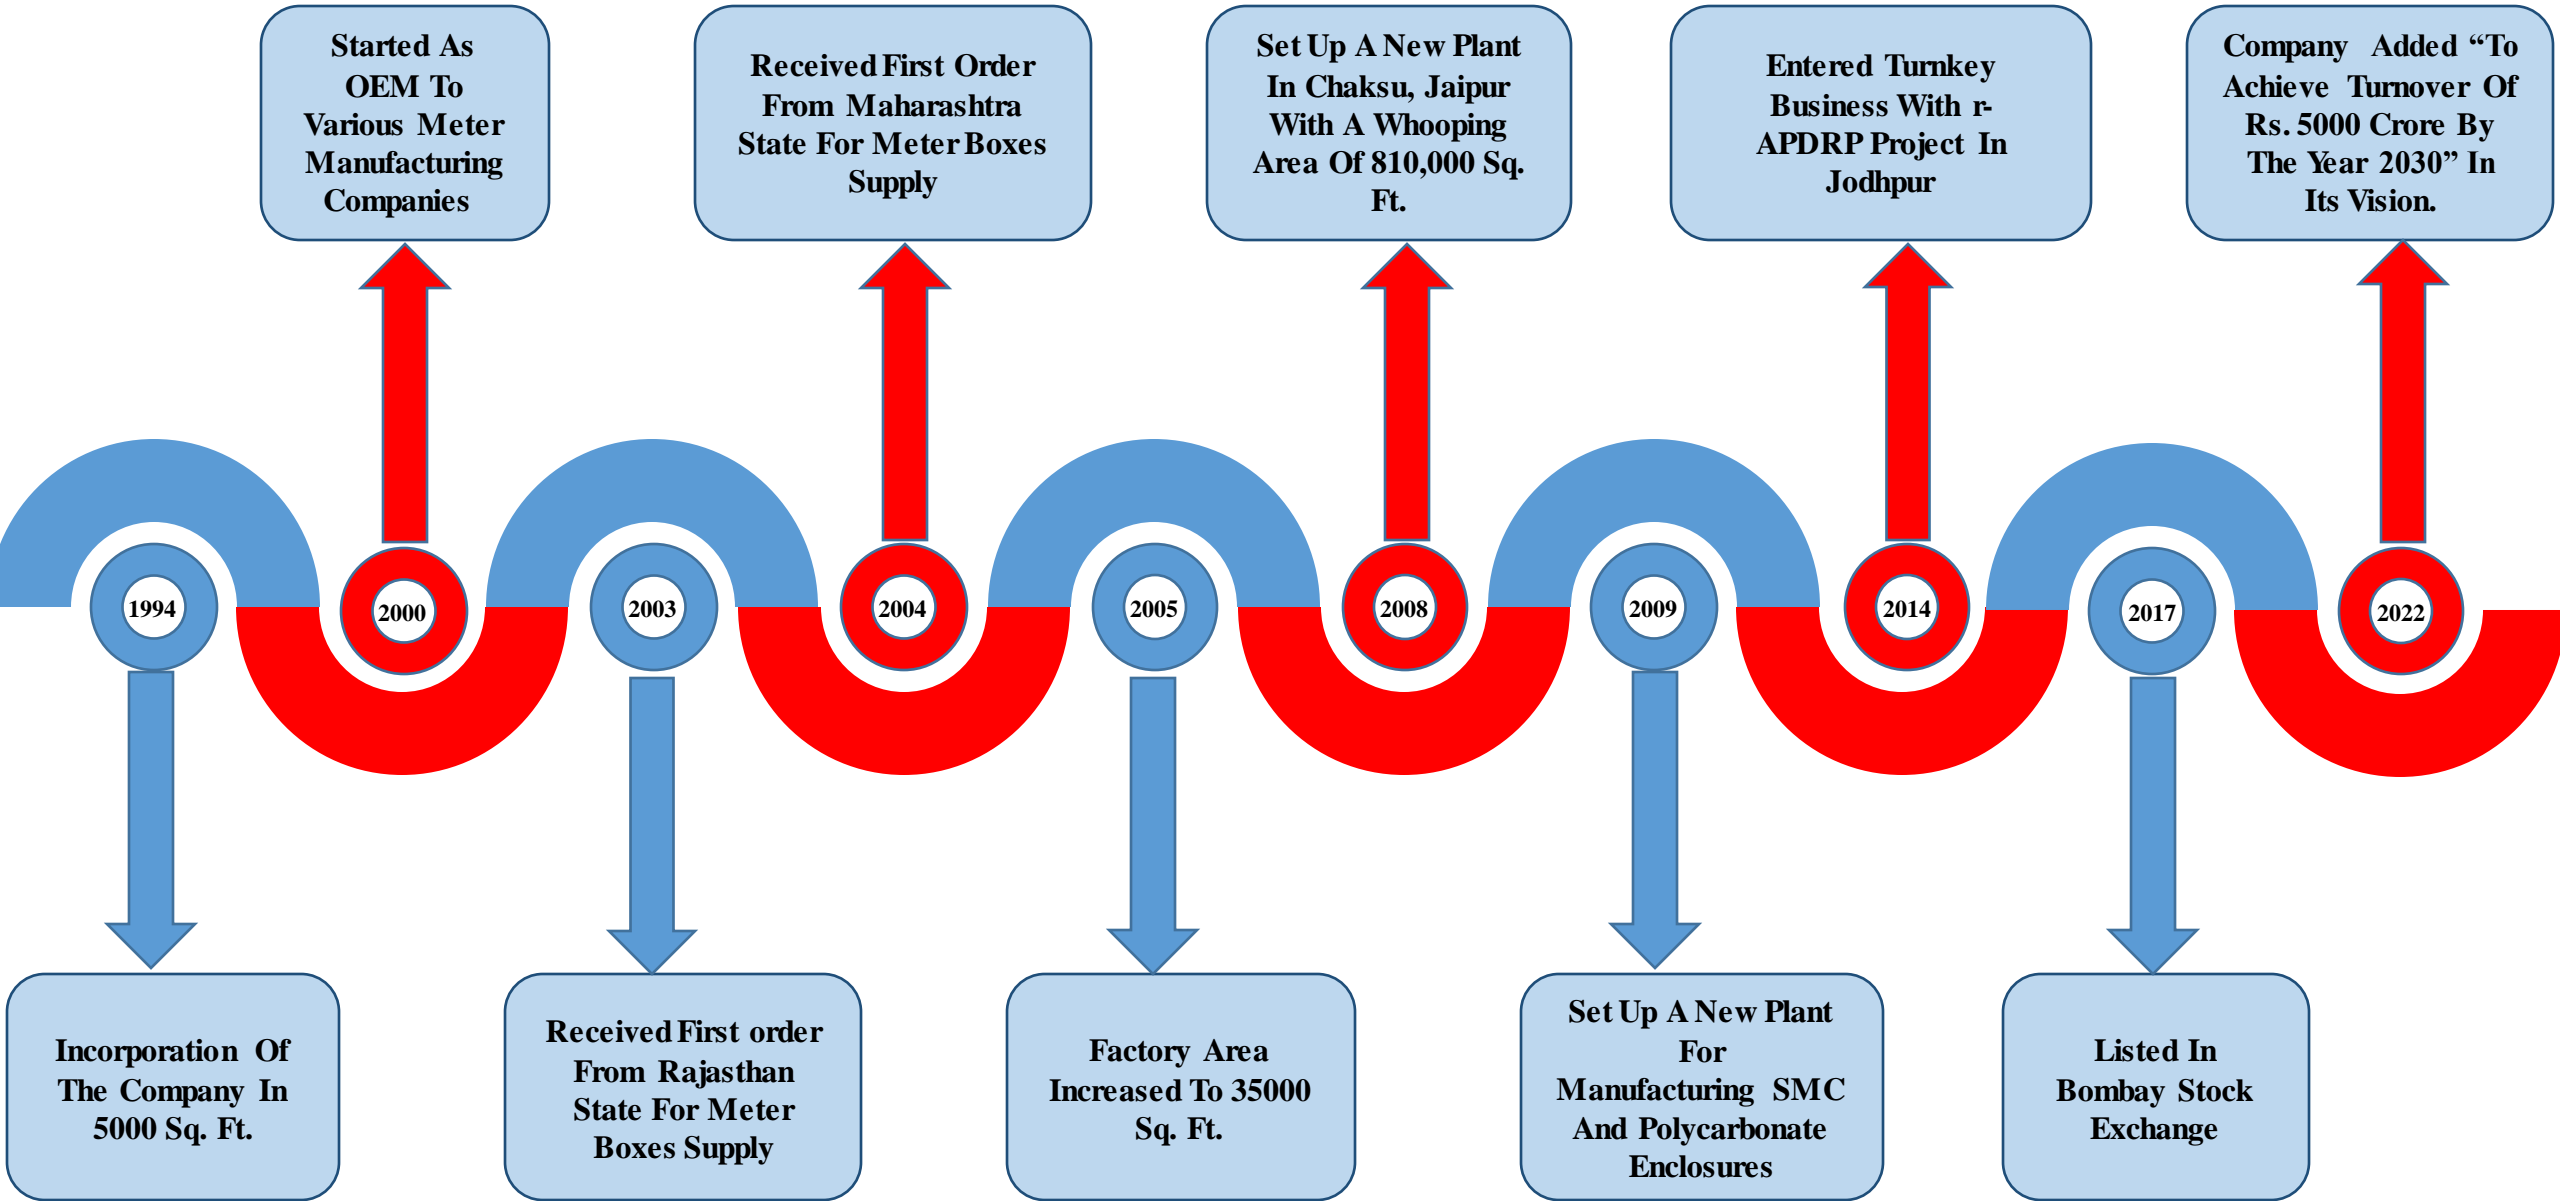 Started As
OEM To
Various Meter
Manufacturing
Companies
Received First Order
From Maharashtra
State For Meter Boxes
Supply
Set Up A New Plant
In Chaksu, Jaipur
With A Whooping
Area Of 810,000 Sq.
Ft.
Entered Turnkey
Business With r-
APDRP Project In
Jodhpur
Company Added “To
Achieve Turnover Of
Rs. 5000 Crore By
The Year 2030” In
Its Vision.
1994
2000
2003
2004
2005
2008
2009
2014
2017
2022
Incorporation Of
The Company In
5000 Sq. Ft.
Received First order
From Rajasthan
State For Meter
Boxes Supply
Factory Area
Increased To 35000
Sq. Ft.
Set Up A New Plant
For
Manufacturing SMC
And Polycarbonate
Enclosures
Listed In
Bombay Stock
Exchange